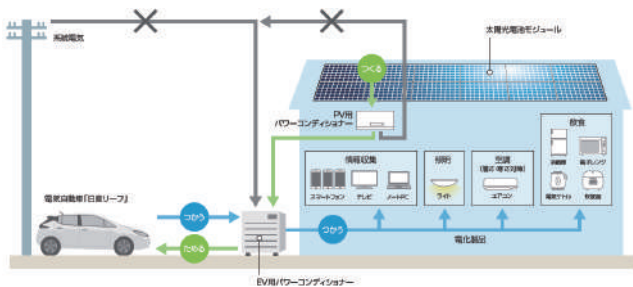 系統電気
太陽光電池モジュール
つくる
PV用
パワーコンディショナー
飲食
冷蔵庫
電子レンジ
電気ケトル
炊飯器
情報収集
スマートフォン
テレビ
ノートPC
照明
ライト
空調
(暑さ・寒さ対策)
エアコン
電気自動車「日産リーフ」
つかう
ためる
つかう
電化製品
EV用パワーコンディショナー